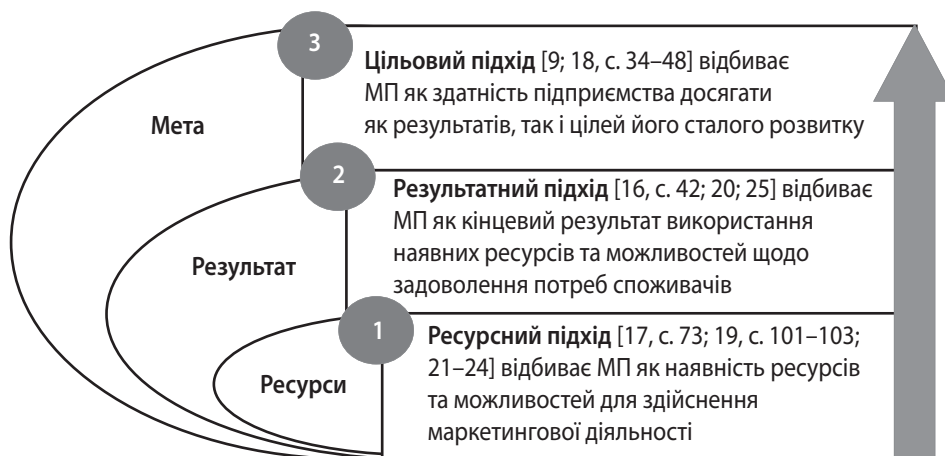 3
Цільовий підхід [9; 18, с. 34–48] відбиває
МП як здатність підприємства досягати
як результатів, так і цілей його сталого розвитку
Мета
2
Результатний підхід [16, с. 42; 20; 25] відбиває
МП як кінцевий результат використання
наявних ресурсів та можливостей щодо
задоволення потреб споживачів
Результат
1
Ресурсний підхід [17, с. 73; 19, с. 101–103;
21–24] відбиває МП як наявність ресурсів
та можливостей для здійснення
маркетингової діяльності
Ресурси